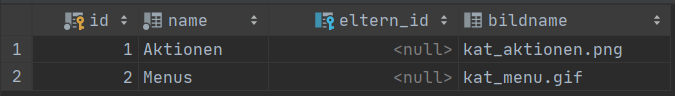 id name eltern_id bildname
1 1 Aktionen <null> kat_aktionen.png
2 2 Menus <null> kat_menu.gif